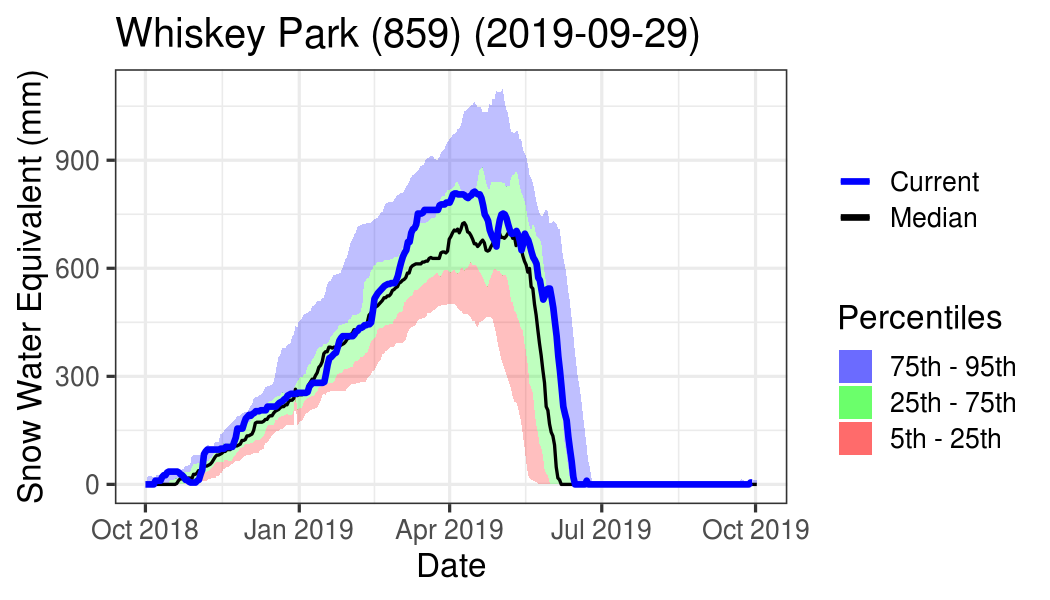 Whiskey Park (859) (2019-09-29)
Snow Water Equivalent (mm)
900
600
300
0
Oct 2018
Jan 2019
Apr 2019
Jul 2019
Oct 2019
Date
Current
Median
Percentiles
75th - 95th
25th - 75th
5th - 25th